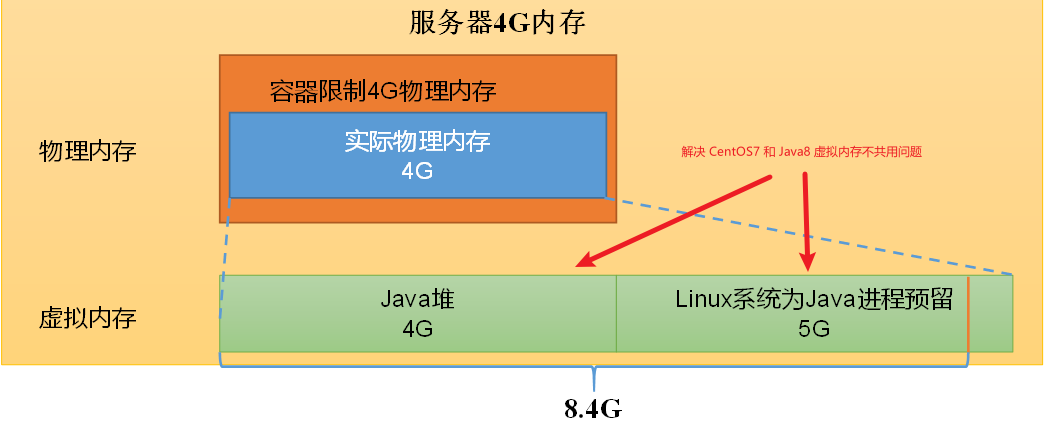 服务器4G内存
容器限制4G物理内存
物理内存
实际物理内存
4G
解决 CentOS7 和 Java8 虚拟内存不共用问题
虚拟内存
Java堆
4G
Linux系统为Java进程预留
5G
8.4G